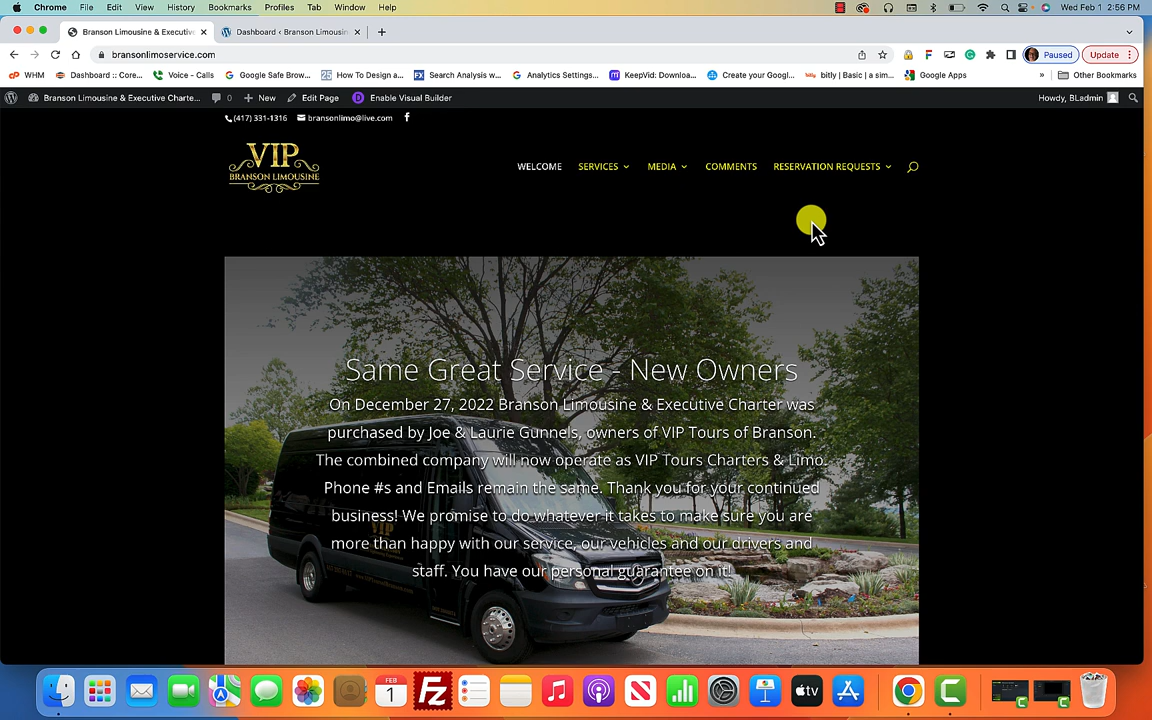 Chrome File Edit View History Bookmarks Profiles Tab Window Help Wed Feb 1 2:56 PM
Branson Limousine & Executive Dashboard ‹ Branson Limousin
bransonlimoservice.com Paused Update
WHM Dashboard :: Core... Voice - Calls Google Safe Brow... How To Design a... Search Analysis w... Analytics Settings... KeepVid: Downloa... Create your Googl... bitly | Basic | a sim... Google Apps » Other Bookmarks
Branson Limousine & Executive Charte... 0 New Edit Page Enable Visual Builder Howdy, BLadmin
(417) 331-1316 bransonlimo@live.com
VIP
BRANSON LIMOUSINE
WELCOME SERVICES MEDIA COMMENTS RESERVATION REQUESTS
Same Great Service - New Owners
On December 27, 2022 Branson Limousine & Executive Charter was
purchased by Joe & Laurie Gunnels, owners of VIP Tours of Branson.
The combined company will now operate as VIP Tours Charters & Limo.
Phone #s and Emails remain the same. Thank you for your continued
business! We promise to do whatever it takes to make sure you are
more than happy with our service, our vehicles and our drivers and
staff. You have our personal guarantee on it!
FEB
1
tv